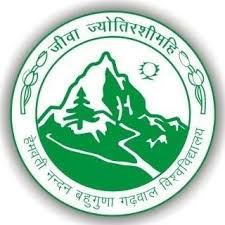 जीवा ज्योतिरशीमहि
हेमवती नन्दन बहुगुणा गढ़वाल विश्वविद्यालय